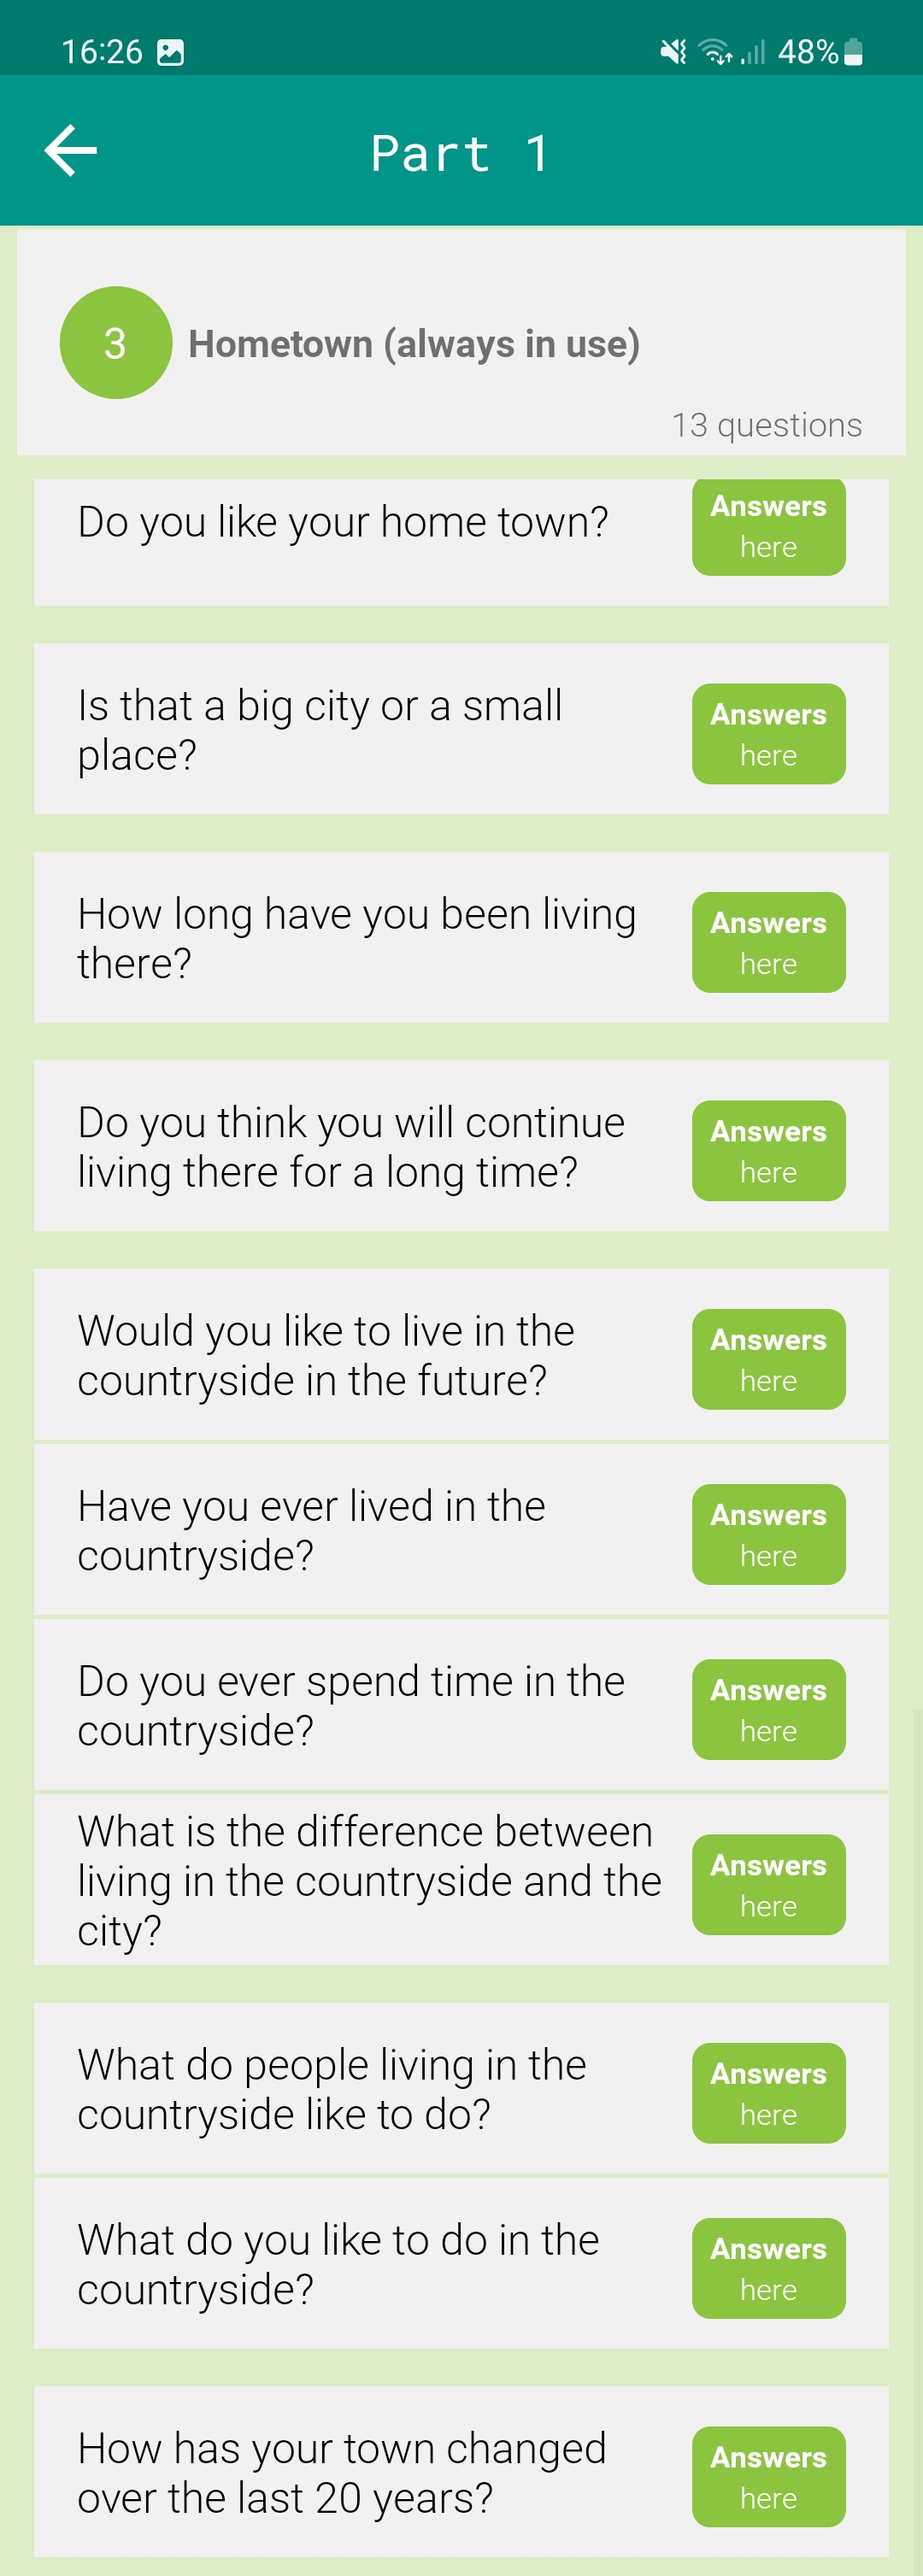 16:26
48%
Part 1
3
Hometown (always in use)
13 questions
Do you like your home town?
Answers
here
Is that a big city or a small
place?
Answers
here
How long have you been living
there?
Answers
here
Do you think you will continue
living there for a long time?
Answers
here
Would you like to live in the
countryside in the future?
Answers
here
Have you ever lived in the
countryside?
Answers
here
Do you ever spend time in the
countryside?
Answers
here
What is the difference between
living in the countryside and the
city?
Answers
here
What do people living in the
countryside like to do?
Answers
here
What do you like to do in the
countryside?
Answers
here
How has your town changed
over the last 20 years?
Answers
here